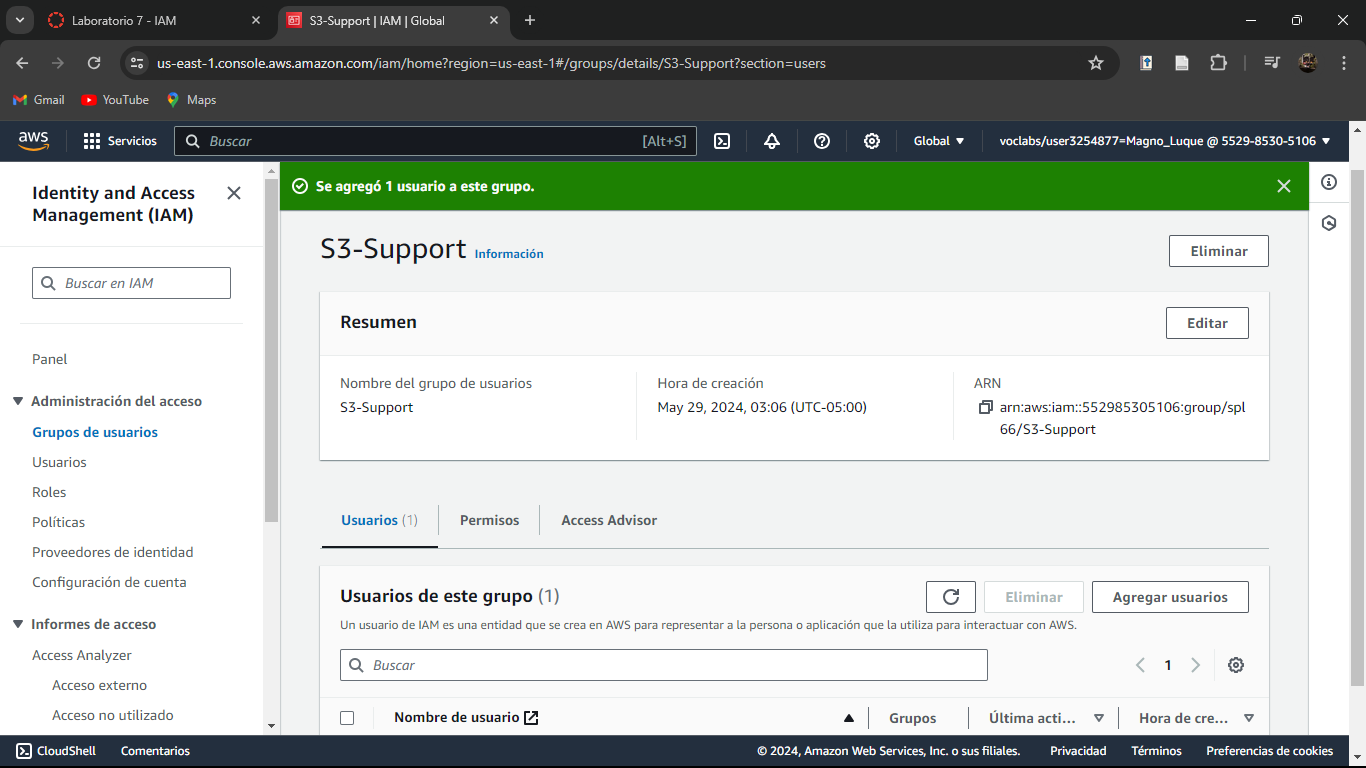 Laboratorio 7 - IAM
S3-Support | IAM | Global
us-east-1.console.aws.amazon.com/iam/home?region=us-east-1#/groups/details/S3-Support?section=users
Gmail
YouTube
Maps
aws
Servicios
Buscar
[Alt+S]
Global
voclabs/user3254877=Magno_Luque @ 5529-8530-5106
Identity and Access
Management (IAM)
Buscar en IAM
Panel
Administración del acceso
Grupos de usuarios
Usuarios
Roles
Políticas
Proveedores de identidad
Configuración de cuenta
Informes de acceso
Access Analyzer
Acceso externo
Acceso no utilizado
Se agregó 1 usuario a este grupo.
S3-Support Información
Eliminar
Resumen
Editar
Nombre del grupo de usuarios
S3-Support
Hora de creación
May 29, 2024, 03:06 (UTC-05:00)
ARN
arn:aws:iam::552985305106:group/spl
66/S3-Support
Usuarios (1)
Permisos
Access Advisor
Usuarios de este grupo (1)
Eliminar
Agregar usuarios
Un usuario de IAM es una entidad que se crea en AWS para representar a la persona o aplicación que la utiliza para interactuar con AWS.
Buscar
1
Nombre de usuario
Grupos
Última acti...
Hora de cre...
CloudShell
Comentarios
© 2024, Amazon Web Services, Inc. o sus filiales.
Privacidad
Términos
Preferencias de cookies